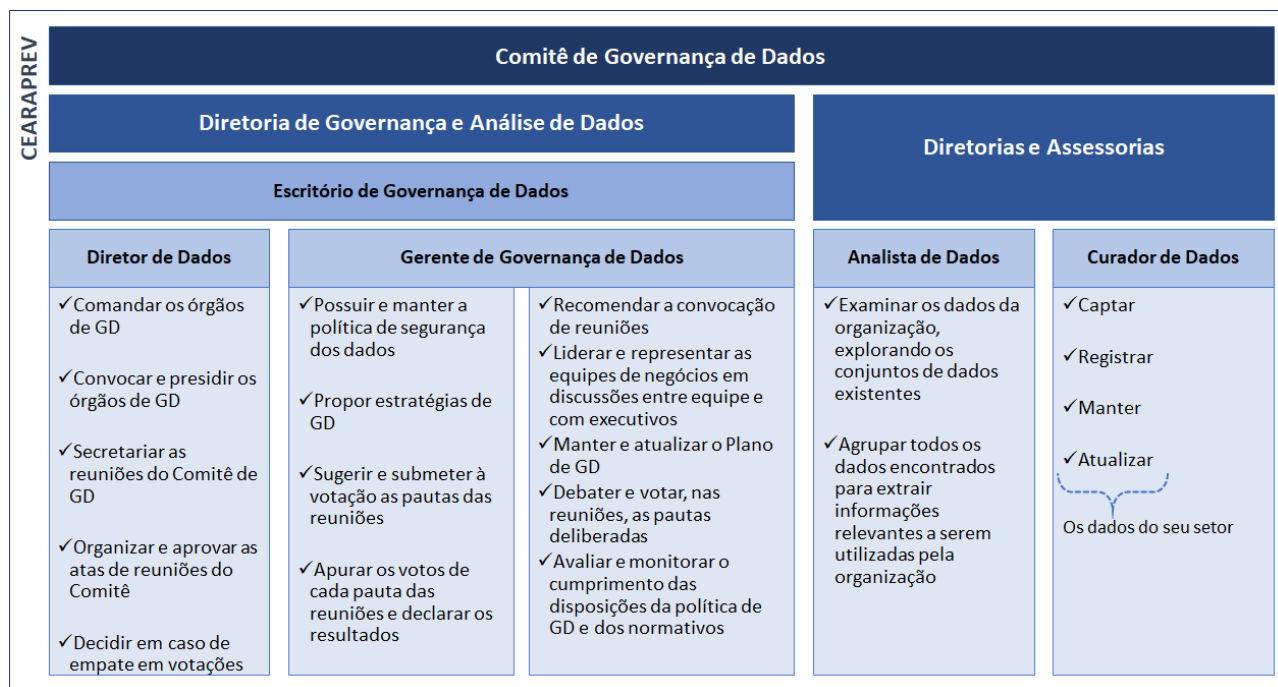 CEARAPREV
Comitê de Governança de Dados
Diretoria de Governança e Análise de Dados
Diretorias e Assessorias
Escritório de Governança de Dados
Diretor de Dados
✓Comandar os órgãos
de GD
✓Convocar e presidir os
órgãos de GD
✓Secretariar as
reuniões do Comitê de
GD
✓Organizar e aprovar as
atas de reuniões do
Comitê
✓Decidir em caso de
empate em votações
Gerente de Governança de Dados
✓Possuir e manter a
política de segurança
dos dados
✓Propor estratégias de
GD
✓Sugerir e submeter à
votação as pautas das
reuniões
✓Apurar os votos de
cada pauta das
reuniões e declarar os
resultados
✓Recomendar a convocação
de reuniões
✓Liderar e representar as
equipes de negócios em
discussões entre equipe e
com executivos
✓Manter e atualizar o Plano
de GD
✓Debater e votar, nas
reuniões, as pautas
deliberadas
✓Avaliar e monitorar o
cumprimento das
disposições da política de
GD e dos normativos
Analista de Dados
✓Examinar os dados da
organização,
explorando os
conjuntos de dados
existentes
✓Agrupar todos os
dados encontrados
para extrair
informações
relevantes a serem
utilizadas pela
organização
Curador de Dados
✓Captar
✓Registrar
✓Manter
✓Atualizar
Os dados do seu setor